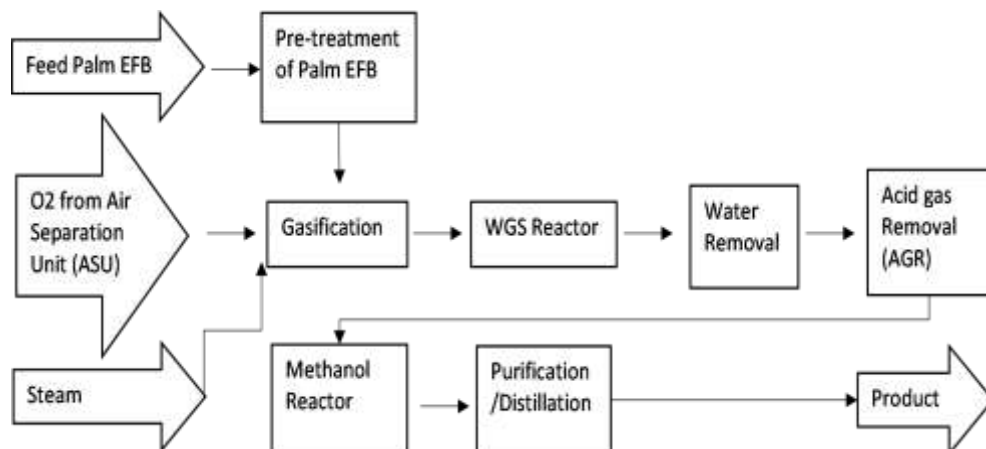 Feed Palm EFB
Pre-treatment
of Palm EFB
O2 from Air
Separation
Unit (ASU)
Gasification
WGS Reactor
Water
Removal
Acid gas
Removal
(AGR)
Steam
Methanol
Reactor
Purification
/Distillation
Product